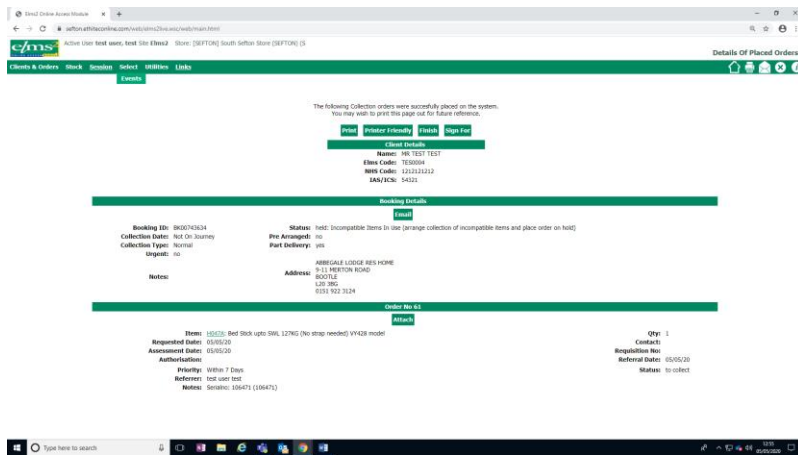 Elms2 Online Access Module
sefton.ethiteconline.com/web/elms2live.woc/web/main.html
elms
Active User test user, test Site Elms2 Store: [SEFTON] South Sefton Store (SEFTON) (S
Details Of Placed Orders
Clients & Orders Stock Session Select Utilities Links
Events
The following Collection orders were succesfully placed on the system.
You may wish to print this page out for future reference.
Print Printer Friendly Finish Sign For
Client Details
Name: MR TEST TEST
Elms Code: TES0004
NHS Code: 1212121212
IAS/ICS: 54321
Booking Details
Email
Booking ID: BK00743634 Status: held: Incompatible Items In Use (arrange collection of incompatible items and place order on hold)
Collection Date: Not On Journey Pre Arranged: no
Collection Type: Normal Part Delivery: yes
Urgent: no
Notes: Address: ABBEGALE LODGE RES HOME
9-11 MERTON ROAD
BOOTLE
L20 3BG
0151 922 3124
Order No 61
Attach
Item: H047A: Bed Stick upto SWL 127KG (No strap needed) VY428 model Qty: 1
Requested Date: 05/05/20 Contact:
Assessment Date: 05/05/20 Requisition No:
Authorisation: Referral Date: 05/05/20
Priority: Within 7 Days Status: to collect
Referrer: test user test
Notes: Serialno: 106471 (106471)
Type here to search
12:15
05/05/2020